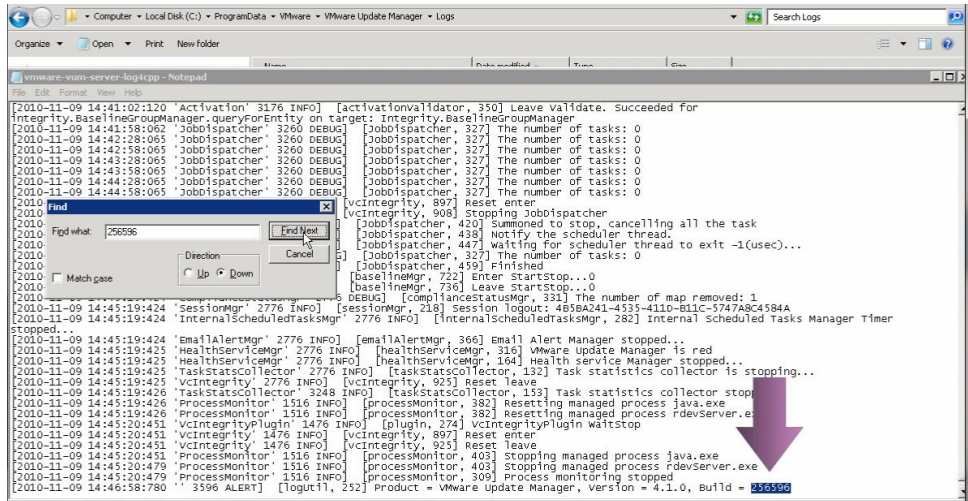 Computer ▾ Local Disk (C:) ▾ ProgramData ▾ VMware ▾ VMware Update Manager ▾ Logs
Search Logs
Organize ▾ Open ▾ Print New folder
Name Date modified Type Size
vmware-vum-server-log4cpp - Notepad
File Edit Format View Help
[2010-11-09 14:41:02:120 'Activation' 3176 INFO] [activationValidator, 350] Leave Validate. Succeeded for
integrity.BaselineGroupManager.queryForEntity on target: Integrity.BaselineGroupManager
[2010-11-09 14:41:58:062 'JobDispatcher' 3260 DEBUG] [JobDispatcher, 327] The number of tasks: 0
[2010-11-09 14:42:28:065 'JobDispatcher' 3260 DEBUG] [JobDispatcher, 327] The number of tasks: 0
[2010-11-09 14:42:58:065 'JobDispatcher' 3260 DEBUG] [JobDispatcher, 327] The number of tasks: 0
[2010-11-09 14:43:28:065 'JobDispatcher' 3260 DEBUG] [JobDispatcher, 327] The number of tasks: 0
[2010-11-09 14:43:58:065 'JobDispatcher' 3260 DEBUG] [JobDispatcher, 327] The number of tasks: 0
[2010-11-09 14:44:28:065 'JobDispatcher' 3260 DEBUG] [JobDispatcher, 327] The number of tasks: 0
[2010-11-09 14:44:58:065 'JobDispatcher' 3260 DEBUG] [JobDispatcher, 327] The number of tasks: 0
[2010- [vcIntegrity, 897] Reset enter
[2010- [vcIntegrity, 908] Stopping JobDispatcher
[2010- [JobDispatcher, 420] Summoned to stop, cancelling all the task
[2010- [JobDispatcher, 438] Notify the scheduler thread.
[2010- [JobDispatcher, 447] Waiting for scheduler thread to exit -1(usec)...
[2010- G] [JobDispatcher, 327] The number of tasks: 0
[2010- [JobDispatcher, 459] Finished
[2010- [baselineMgr, 722] Enter StartStop...0
[2010- [baselineMgr, 736] Leave StartStop...0
Find
Find what: 256596
Find Next
Cancel
Direction
Up Down
Match case
6 DEBUG] [complianceStatusMgr, 331] The number of map removed: 1
[2010-11-09 14:45:19:424 'SessionMgr' 2776 INFO] [sessionMgr, 218] Session logout: 4B5BA241-4535-411D-B11C-5747A8C4584A
[2010-11-09 14:45:19:424 'InternalScheduledTasksMgr' 2776 INFO] [internalScheduledTasksMgr, 282] Internal Scheduled Tasks Manager Timer
stopped...
[2010-11-09 14:45:19:424 'EmailAlertMgr' 2776 INFO] [emailAlertMgr, 366] Email Alert Manager stopped...
[2010-11-09 14:45:19:425 'HealthServiceMgr' 2776 INFO] [healthServiceMgr, 316] VMware Update Manager is red
[2010-11-09 14:45:19:425 'HealthServiceMgr' 2776 INFO] [healthServiceMgr, 164] Health service Manager stopped...
[2010-11-09 14:45:19:425 'TaskStatsCollector' 2776 INFO] [taskStatsCollector, 132] Task statistics collector is stopping...
[2010-11-09 14:45:19:425 'VcIntegrity' 2776 INFO] [vcIntegrity, 925] Reset leave
[2010-11-09 14:45:19:426 'TaskStatsCollector' 3248 INFO] [taskStatsCollector, 153] Task statistics collector stop
[2010-11-09 14:45:19:426 'ProcessMonitor' 1516 INFO] [processMonitor, 382] Resetting managed process java.exe
[2010-11-09 14:45:19:426 'ProcessMonitor' 1516 INFO] [processMonitor, 382] Resetting managed process rdevServer.e
[2010-11-09 14:45:20:451 'VcIntegrityPlugin' 1476 INFO] [plugin, 274] VcIntegrityPlugin WaitStop
[2010-11-09 14:45:20:451 'VcIntegrity' 1476 INFO] [vcIntegrity, 897] Reset enter
[2010-11-09 14:45:20:451 'VcIntegrity' 1476 INFO] [vcIntegrity, 925] Reset leave
[2010-11-09 14:45:20:451 'ProcessMonitor' 1516 INFO] [processMonitor, 403] Stopping managed process java.exe
[2010-11-09 14:45:20:479 'ProcessMonitor' 1516 INFO] [processMonitor, 403] Stopping managed process rdevServer.exe
[2010-11-09 14:45:20:479 'ProcessMonitor' 1516 INFO] [processMonitor, 309] Process monitoring stopped
[2010-11-09 14:46:58:780 '' 3596 ALERT] [logUtil, 252] Product = VMware Update Manager, Version = 4.1.0, Build = 256596